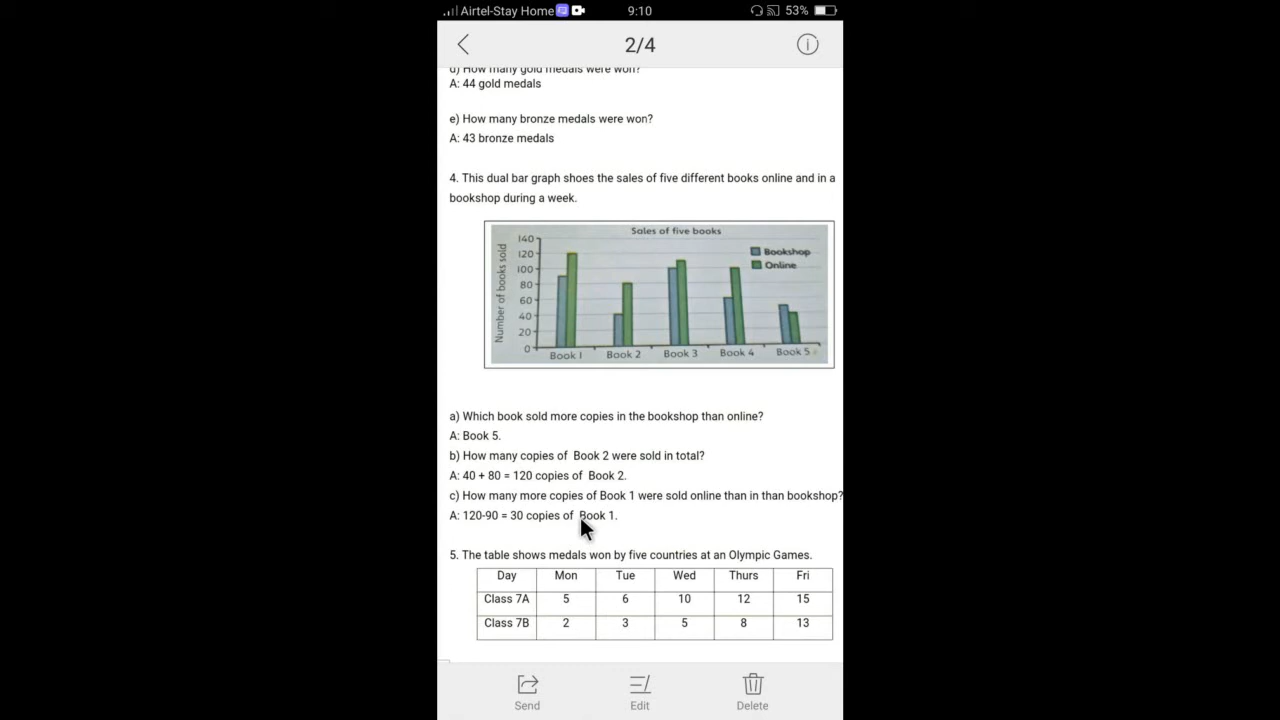 Airtel-Stay Home 9:10 53%
2/4
d) How many gold medals were won?
A: 44 gold medals
e) How many bronze medals were won?
A: 43 bronze medals
4. This dual bar graph shoes the sales of five different books online and in a
bookshop during a week.
Sales of five books
Number of books sold
140
120
100
80
60
40
20
0
Bookshop
Online
Book 1 Book 2 Book 3 Book 4 Book 5
a) Which book sold more copies in the bookshop than online?
A: Book 5.
b) How many copies of Book 2 were sold in total?
A: 40 + 80 = 120 copies of Book 2.
c) How many more copies of Book 1 were sold online than in than bookshop?
A: 120-90 = 30 copies of Book 1.
5. The table shows medals won by five countries at an Olympic Games.
Day Mon Tue Wed Thurs Fri
Class 7A 5 6 10 12 15
Class 7B 2 3 5 8 13
Send Edit Delete